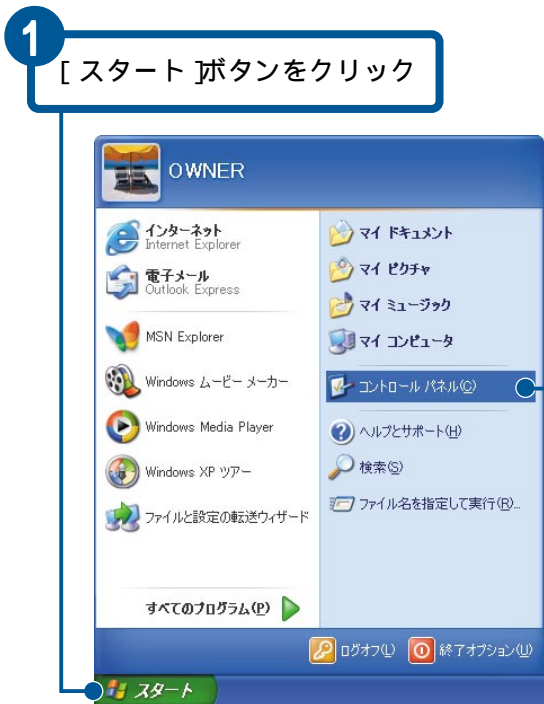 1
[スタート]ボタンをクリック
OWNER
インターネット
Internet Explorer
電子メール
Outlook Express
MSN Explorer
Windows ムービー メーカー
Windows Media Player
Windows XP ツアー
ファイルと設定の転送ウィザード
すべてのプログラム(P)
マイ ドキュメント
マイ ピクチャ
マイ ミュージック
マイ コンピュータ
コントロール パネル(C)
ヘルプとサポート(H)
検索(S)
ファイル名を指定して実行(R)...
ログオフ(L)
終了オプション(U)
スタート